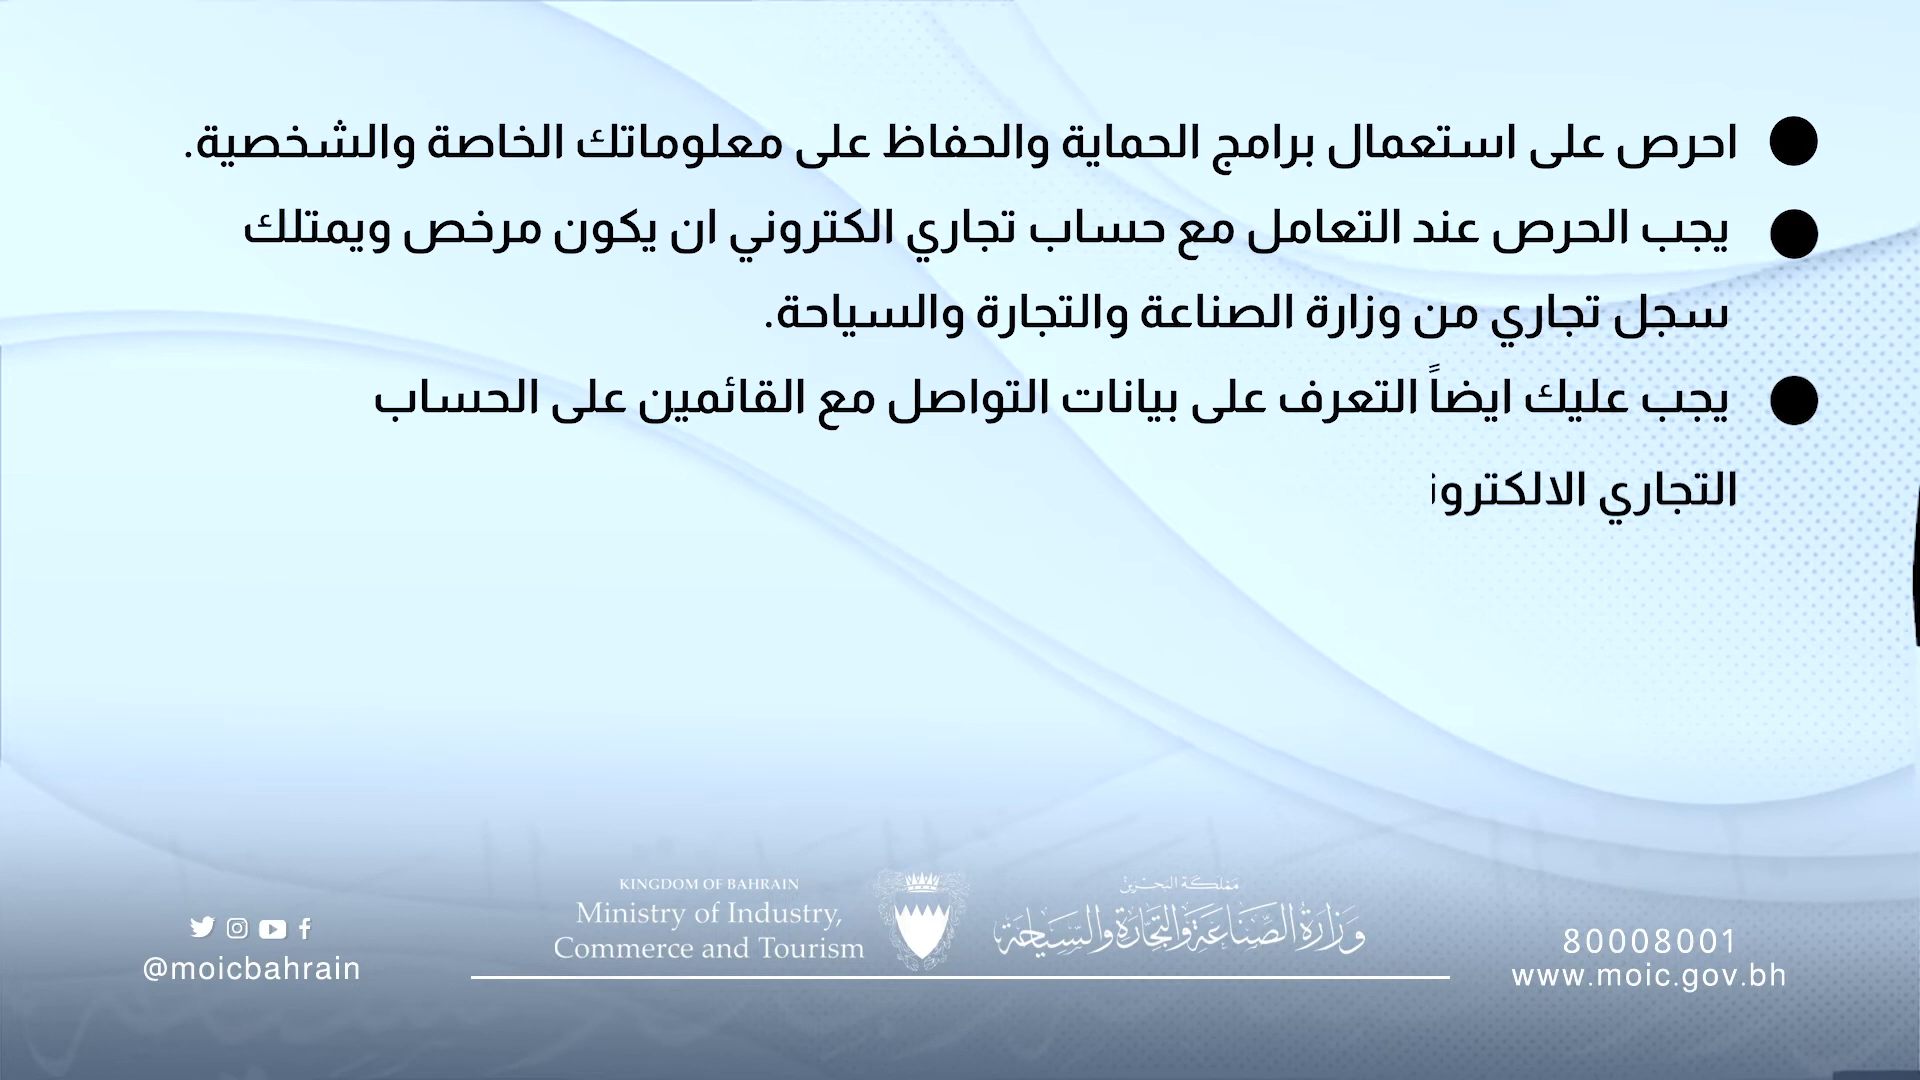 احرص على استعمال برامج الحماية والحفاظ على معلوماتك الخاصة والشخصية.
يجب الحرص عند التعامل مع حساب تجاري الكتروني ان يكون مرخص ويمتلك
سجل تجاري من وزارة الصناعة والتجارة والسياحة.
يجب عليك ايضاً التعرف على بيانات التواصل مع القائمين على الحساب
التجاري
KINGDOM OF BAHRAIN
Ministry of Industry,
Commerce and Tourism
مملكة البحرين
وزارة الصناعة والتجارة والسياحة
@moicbahrain
80008001
www.moic.gov.bh